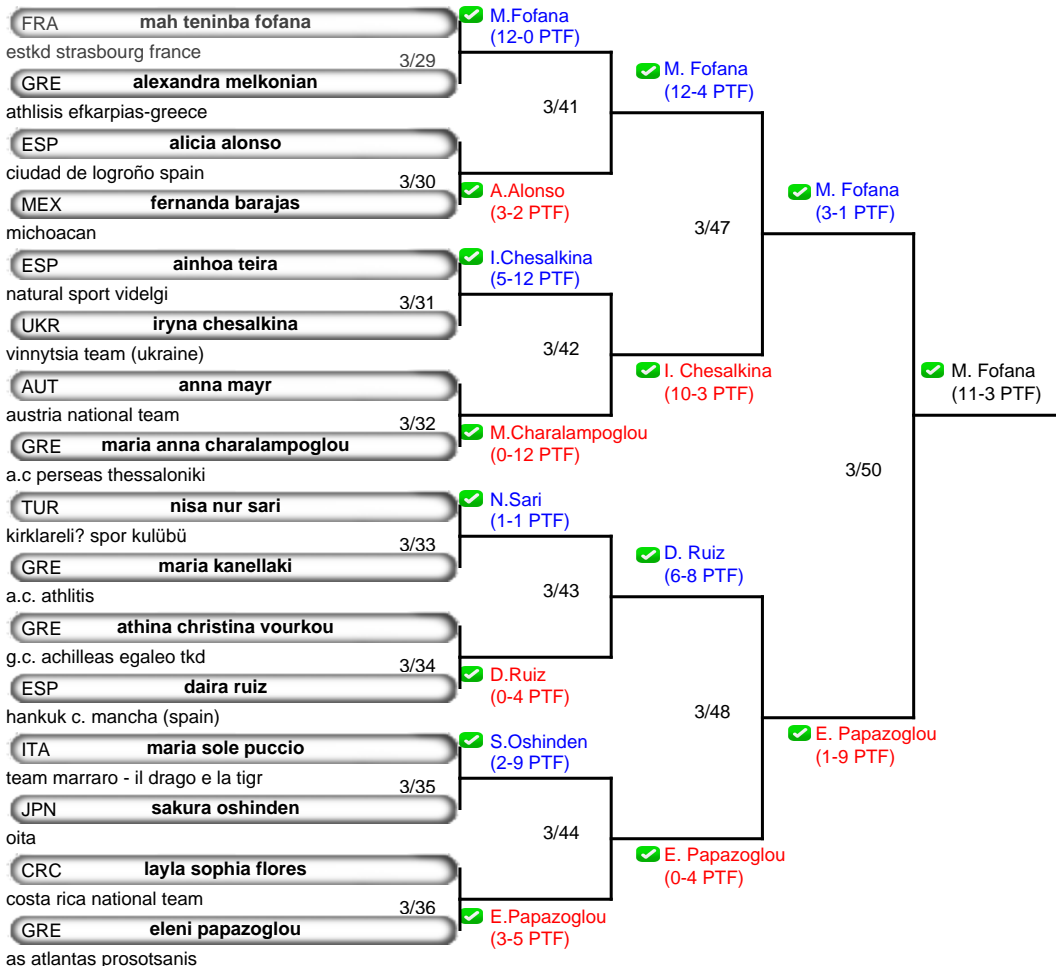 FRA mah teninba fofana
estkd strasbourg france
3/29
GRE alexandra melkonian
athlisis efkarpias-greece
ESP alicia alonso
ciudad de logroño spain
3/30
MEX fernanda barajas
michoacan
ESP ainhoa teira
natural sport videlgi
3/31
UKR iryna chesalkina
vinnytsia team (ukraine)
AUT anna mayr
austria national team
3/32
GRE maria anna charalampoglou
a.c perseas thessaloniki
TUR nisa nur sari
kirklareli? spor kulübü
3/33
GRE maria kanellaki
a.c. athlitis
GRE athina christina vourkou
g.c. achilleas egaleo tkd
3/34
ESP daira ruiz
hankuk c. mancha (spain)
ITA maria sole puccio
team marraro - il drago e la tigr
3/35
JPN sakura oshinden
oita
CRC layla sophia flores
costa rica national team
3/36
GRE eleni papazoglou
as atlantas prosotsanis
M.Fofana
(12-0 PTF)
3/41
A.Alonso
(3-2 PTF)
I.Chesalkina
(5-12 PTF)
3/42
M.Charalampoglou
(0-12 PTF)
N.Sari
(1-1 PTF)
3/43
D.Ruiz
(0-4 PTF)
S.Oshinden
(2-9 PTF)
3/44
E.Papazoglou
(3-5 PTF)
M. Fofana
(12-4 PTF)
3/47
I. Chesalkina
(10-3 PTF)
D. Ruiz
(6-8 PTF)
3/48
E. Papazoglou
(0-4 PTF)
M. Fofana
(3-1 PTF)
3/50
E. Papazoglou
(1-9 PTF)
M. Fofana
(11-3 PTF)